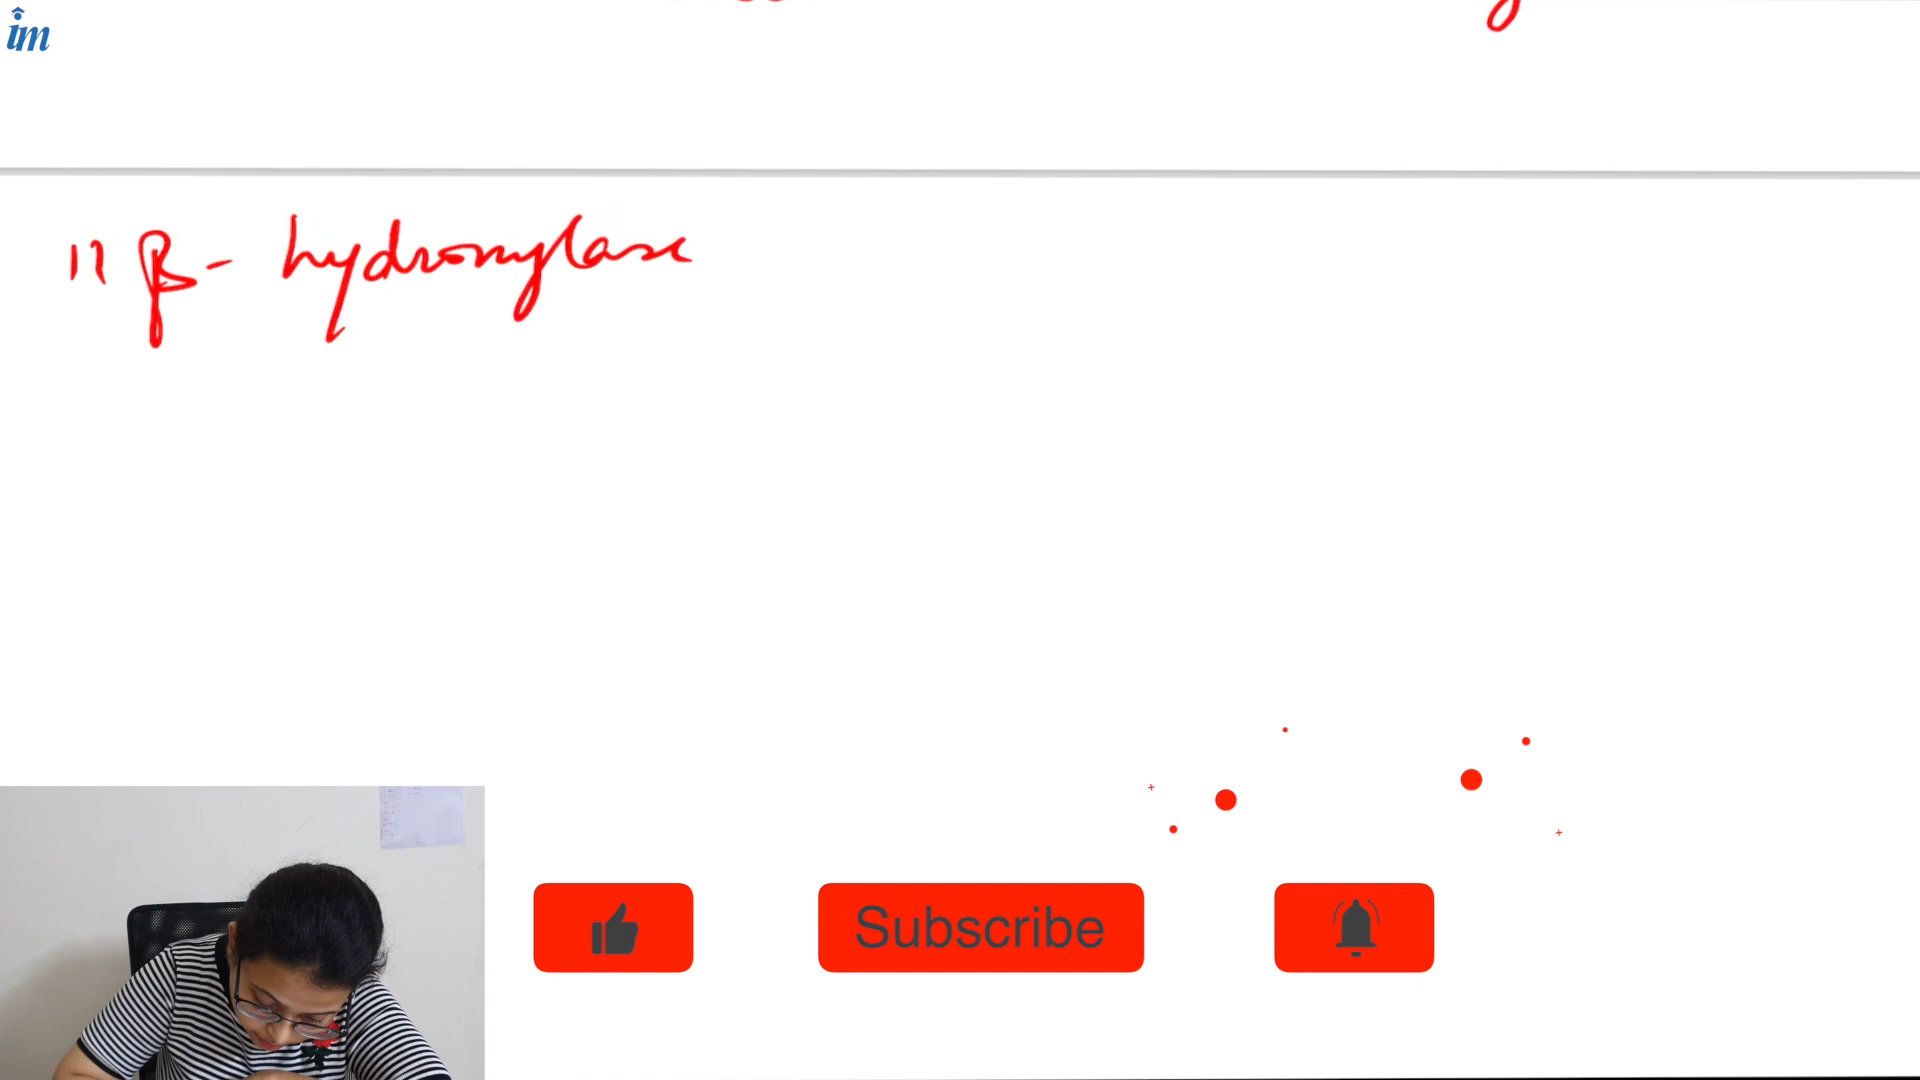 im
11 β- hydroxylase
Subscribe